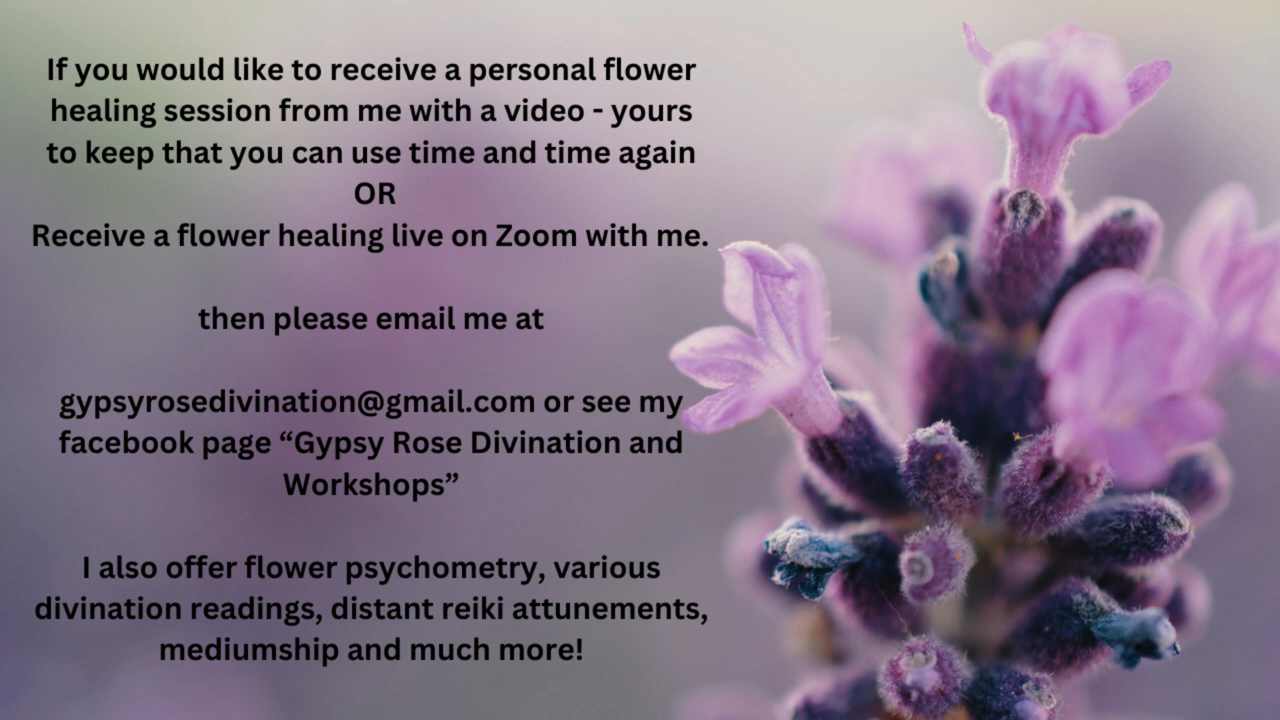 If you would like to receive a personal flower
healing session from me with a video - yours
to keep that you can use time and time again
OR
Receive a flower healing live on Zoom with me.
then please email me at
gypsyrosedivination@gmail.com or see my
facebook page “Gypsy Rose Divination and
Workshops”
I also offer flower psychometry, various
divination readings, distant reiki attunements,
mediumship and much more!